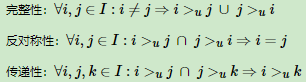 完整性：∀i, j ∈ I : i ≠ j ⇒ i >ᵤ j ∪ j >ᵤ i
反对称性：∀i, j ∈ I : i >ᵤ j ∩ j >ᵤ i ⇒ i = j
传递性：∀i, j, k ∈ I : i >ᵤ j ∩ j >ᵤ k ⇒ i >ᵤ k